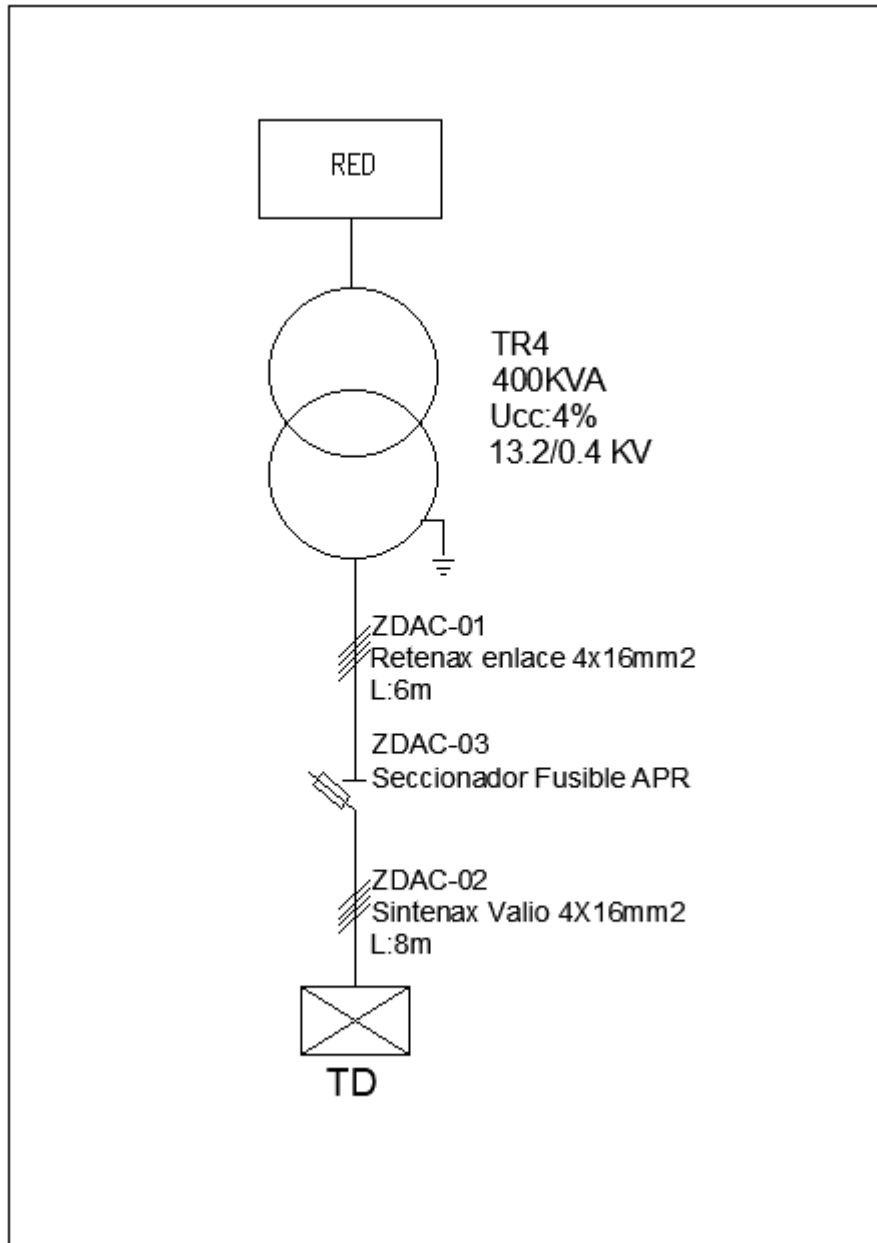 RED
TR4
400KVA
Ucc:4%
13.2/0.4 KV
ZDAC-01
Retenax enlace 4x16mm2
L:6m
ZDAC-03
Seccionador Fusible APR
ZDAC-02
Sintenax Valio 4X16mm2
L:8m
TD